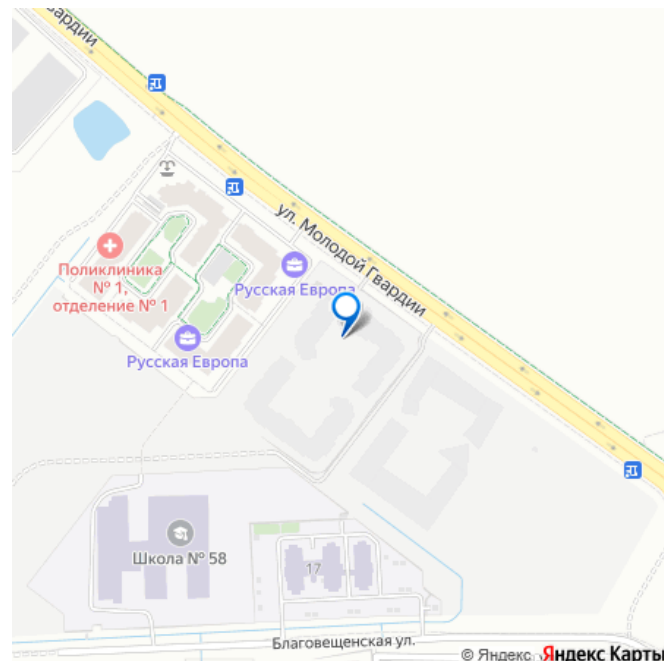 вардии
ул. Молодой Гвардии
Поликлиника
№ 1,
отделение № 1
Русская Европа
Русская Европа
Школа № 58
17
Благовещенская ул.
© Яндекс
Яндекс Карты